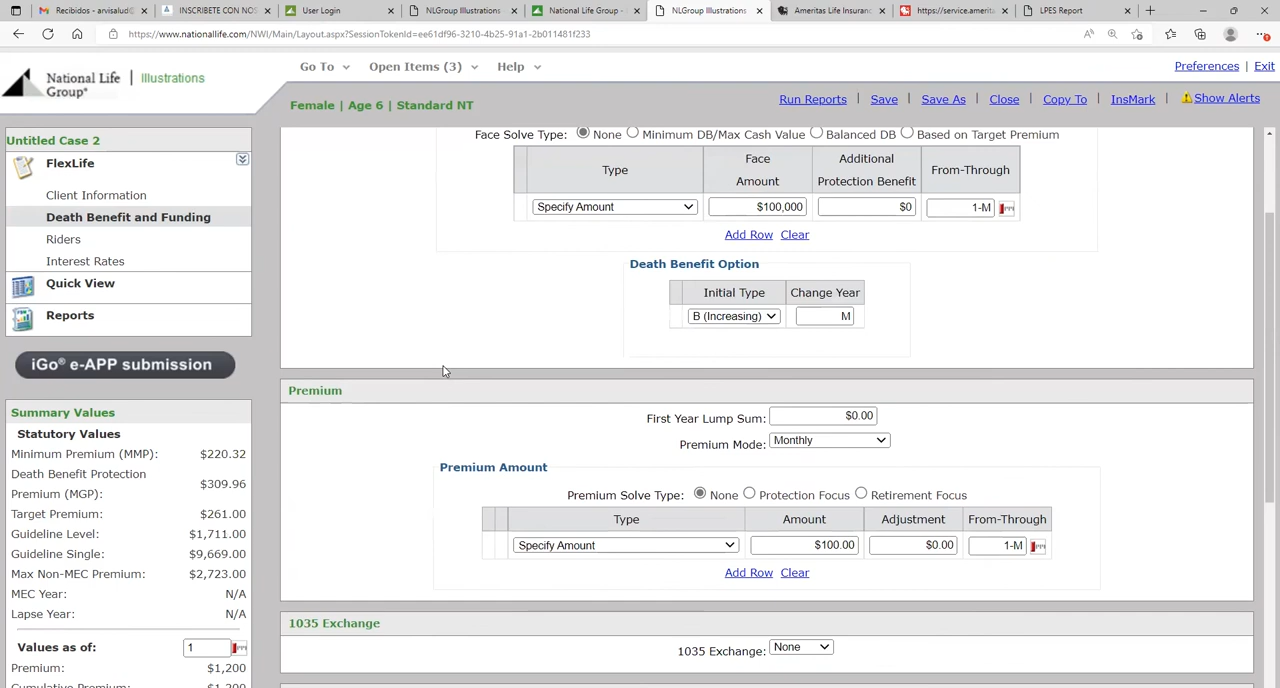 Recibidos - arvisalud@
INSCRIBETE CON NOS
User Login
NLGroup Illustrations
National Life Group -
NLGroup Illustrations
Ameritas Life Insuranc
https://service.amerita
LPES Report
https://www.nationallife.com/NWI/Main/Layout.aspx?SessionTokenId=ee61df96-3210-4b25-91a1-2b011481f233
National Life Group® | Illustrations
Go To Open Items (3) Help
Preferences | Exit
Female | Age 6 | Standard NT
Run Reports | Save | Save As | Close | Copy To | InsMark | Show Alerts
Untitled Case 2
FlexLife
Client Information
Death Benefit and Funding
Riders
Interest Rates
Quick View
Reports
iGo® e-APP submission
Summary Values
Statutory Values
Minimum Premium (MMP): $220.32
Death Benefit Protection Premium (MGP): $309.96
Target Premium: $261.00
Guideline Level: $1,711.00
Guideline Single: $9,669.00
Max Non-MEC Premium: $2,723.00
MEC Year: N/A
Lapse Year: N/A
Values as of: 1
Premium: $1,200
Cumulative Premium: $1,200
Face Solve Type: None Minimum DB/Max Cash Value Balanced DB Based on Target Premium
Type Face Amount Additional Protection Benefit From-Through
Specify Amount $100,000 $0 1-M
Add Row Clear
Death Benefit Option
Initial Type Change Year
B (Increasing) M
Premium
First Year Lump Sum: $0.00
Premium Mode: Monthly
Premium Amount
Premium Solve Type: None Protection Focus Retirement Focus
Type Amount Adjustment From-Through
Specify Amount $100.00 $0.00 1-M
Add Row Clear
1035 Exchange
1035 Exchange: None